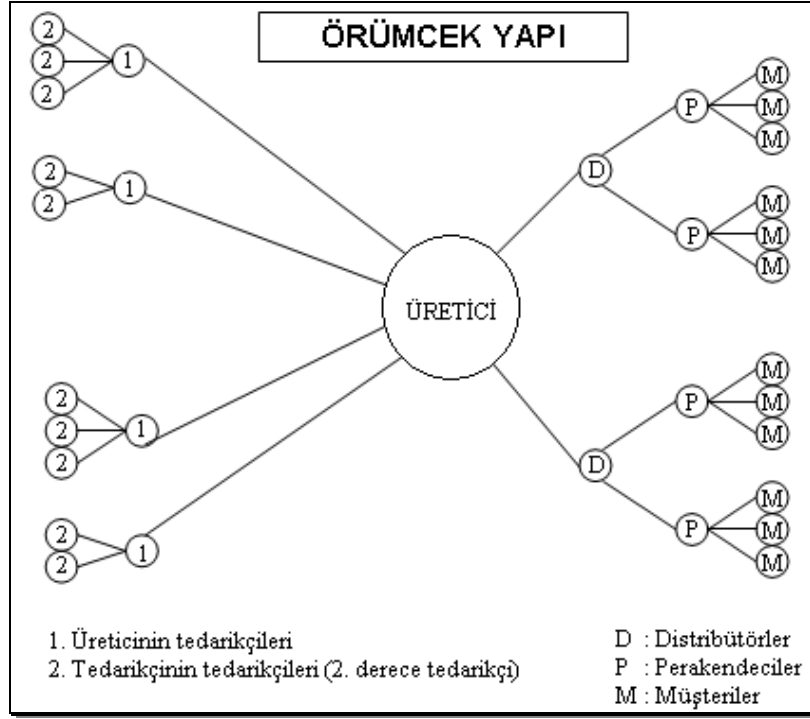 ÖRÜMCEK YAPI
2
2
2
1
2
2
1
2
2
2
1
2
2
1
ÜRETİCİ
D
P
M
M
M
P
M
M
M
D
P
M
M
M
P
M
M
M
1. Üreticinin tedarikçileri
2. Tedarikçinin tedarikçileri (2. derece tedarikçi)
D : Distribütörler
P : Perakendeciler
M : Müşteriler